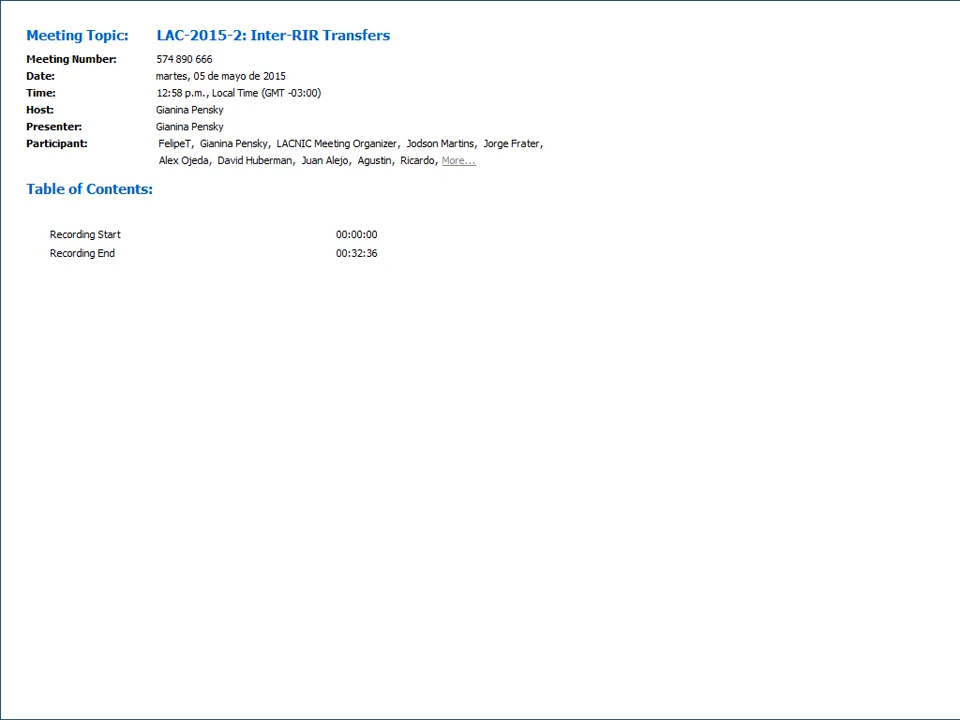 Meeting Topic: LAC-2015-2: Inter-RIR Transfers
Meeting Number: 574 890 666
Date: martes, 05 de mayo de 2015
Time: 12:58 p.m., Local Time (GMT -03:00)
Host: Gianina Pensky
Presenter: Gianina Pensky
Participant: FelipeT, Gianina Pensky, LACNIC Meeting Organizer, Jodson Martins, Jorge Frater,
Alex Ojeda, David Huberman, Juan Alejo, Agustin, Ricardo, More...
Table of Contents:
Recording Start 00:00:00
Recording End 00:32:36